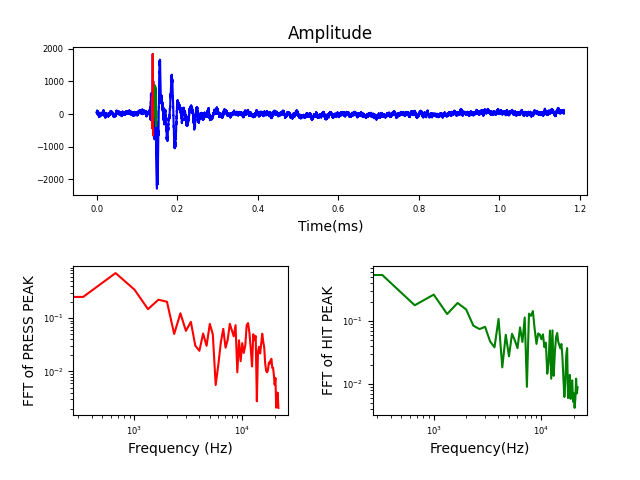 Amplitude
2000
1000
0
−1000
−2000
0.0 0.2 0.4 0.6 0.8 1.0 1.2
Time(ms)
FFT of PRESS PEAK
10⁻¹
10⁻²
10³ 10⁴
Frequency (Hz)
FFT of HIT PEAK
10⁻¹
10⁻²
10³ 10⁴
Frequency(Hz)